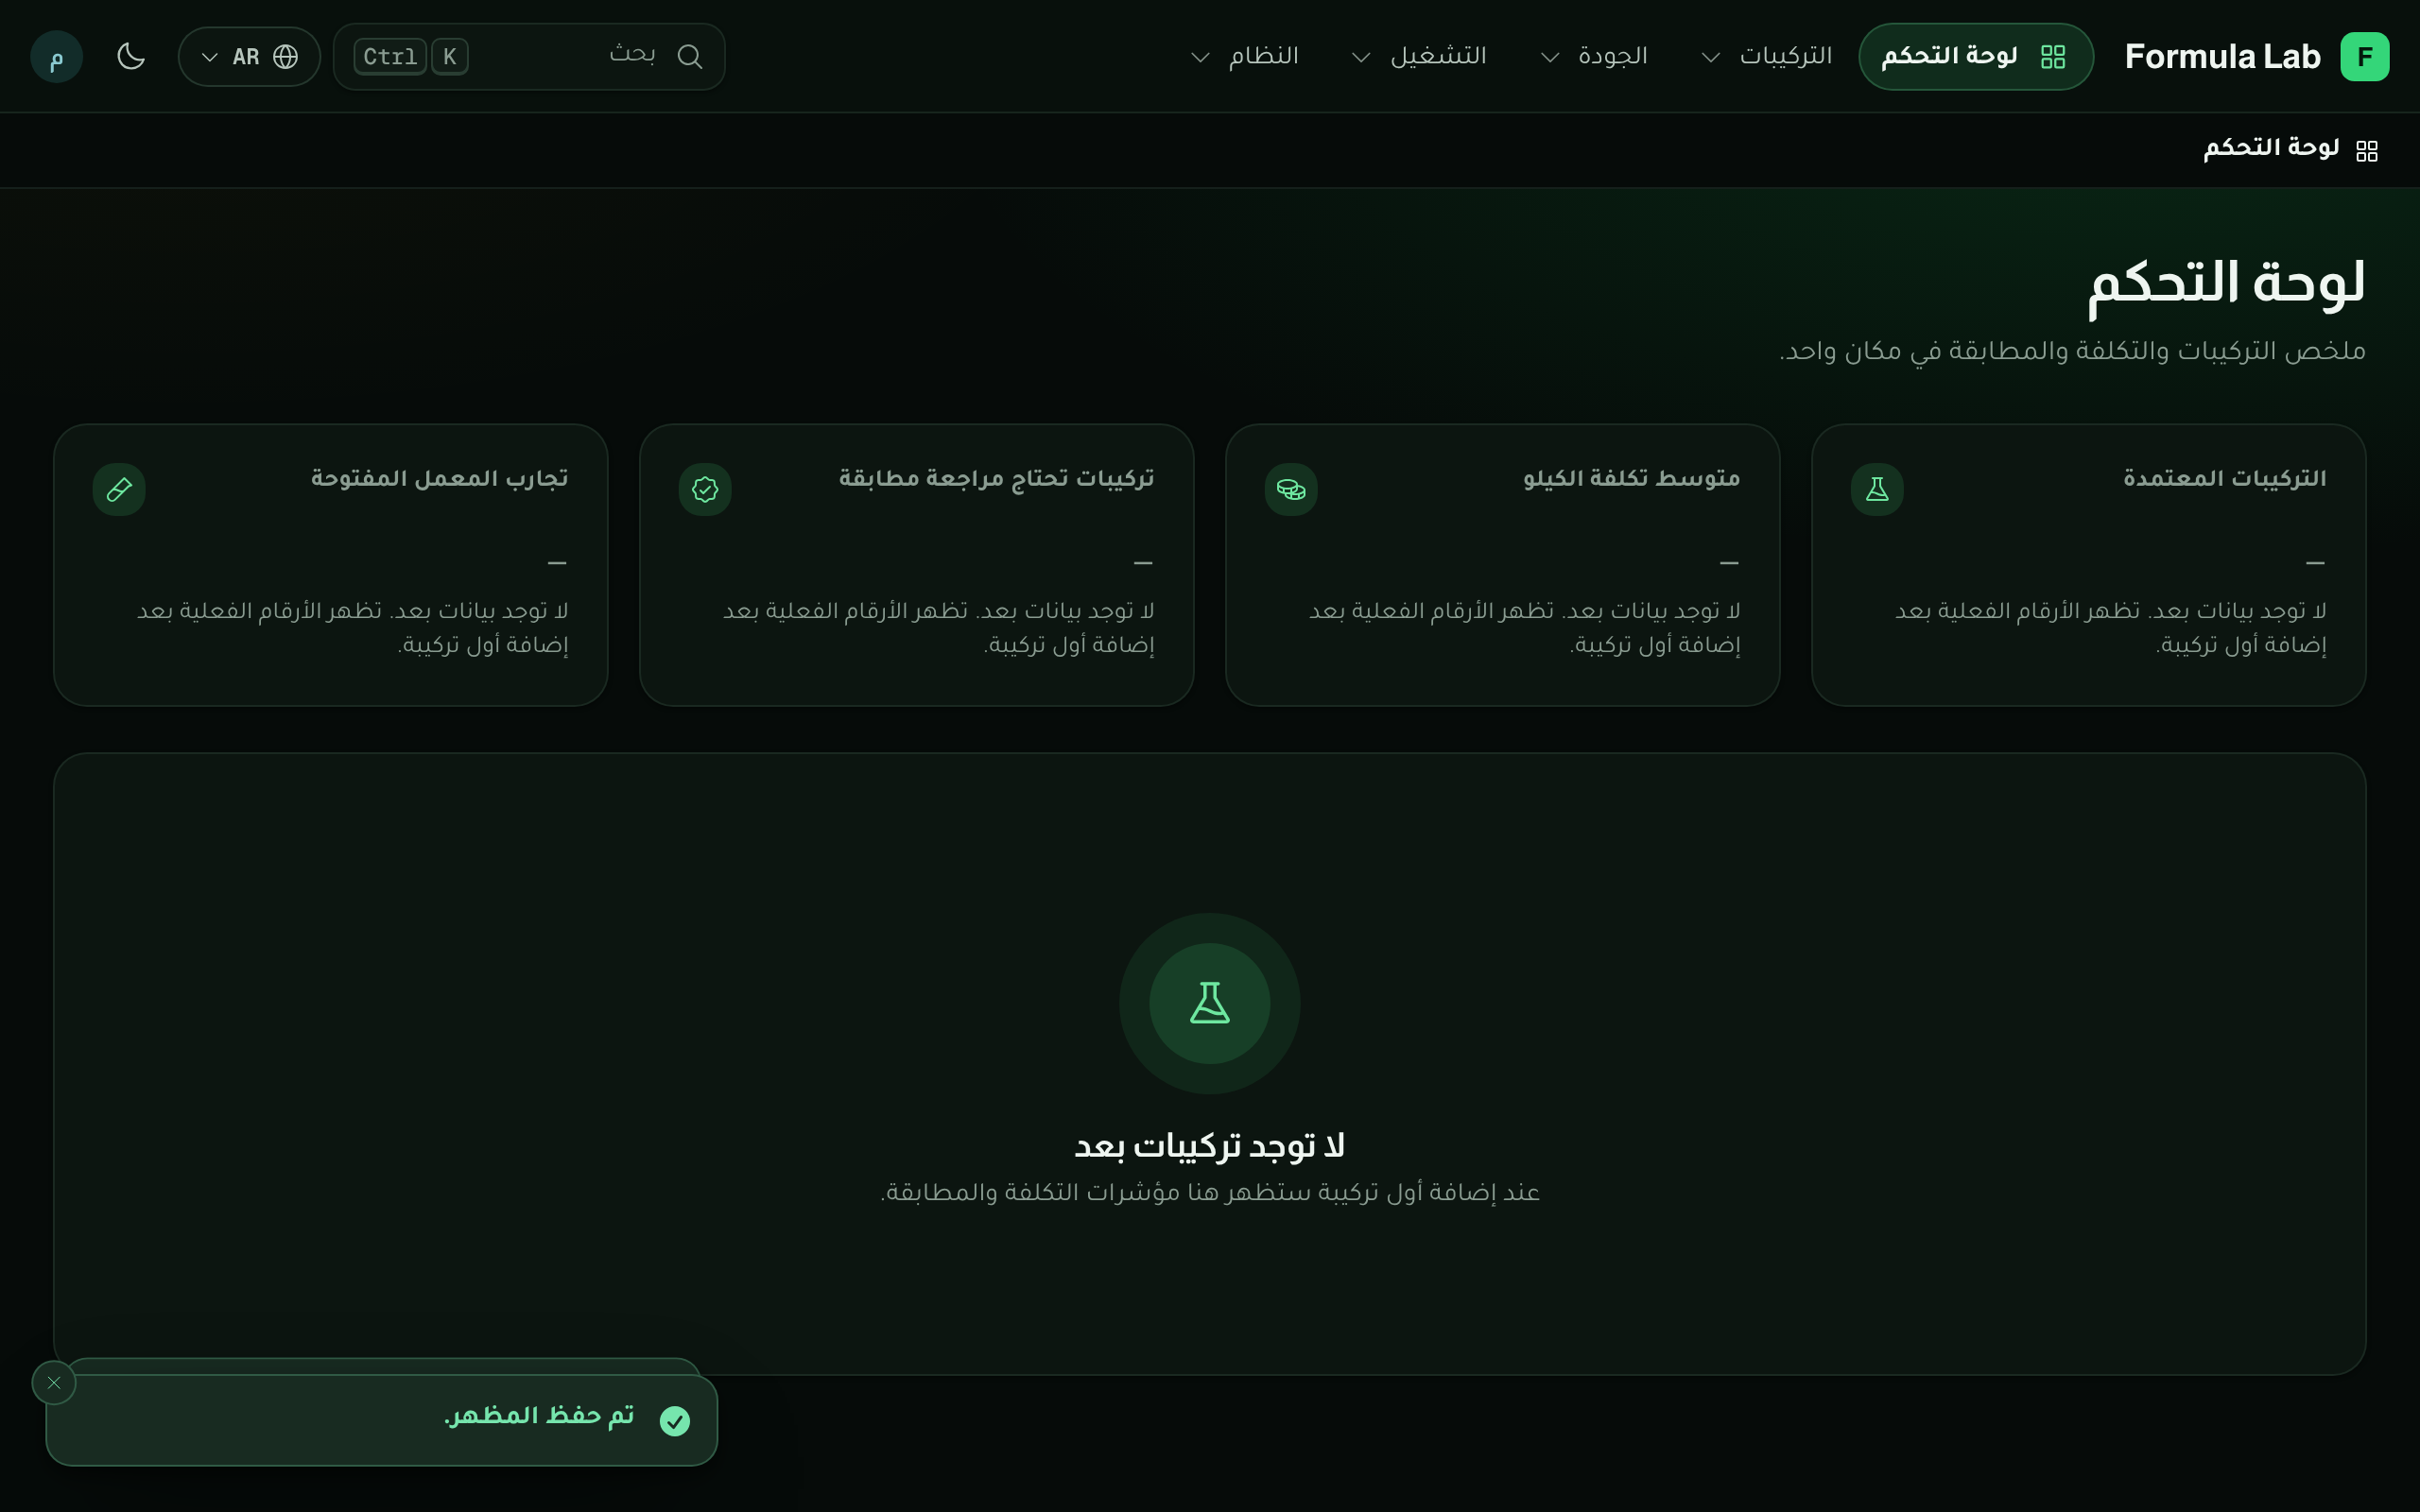 F Formula Lab
لوحة التحكم
التركيبات
الجودة
التشغيل
النظام
بحث
Ctrl K
AR
م
لوحة التحكم
لوحة التحكم
ملخص التركيبات والتكلفة والمطابقة في مكان واحد.
التركيبات المعتمدة
—
لا توجد بيانات بعد. تظهر الأرقام الفعلية بعد
إضافة أول تركيبة.
متوسط تكلفة الكيلو
—
لا توجد بيانات بعد. تظهر الأرقام الفعلية بعد
إضافة أول تركيبة.
تركيبات تحتاج مراجعة مطابقة
—
لا توجد بيانات بعد. تظهر الأرقام الفعلية بعد
إضافة أول تركيبة.
تجارب المعمل المفتوحة
—
لا توجد بيانات بعد. تظهر الأرقام الفعلية بعد
إضافة أول تركيبة.
لا توجد تركيبات بعد
عند إضافة أول تركيبة ستظهر هنا مؤشرات التكلفة والمطابقة.
تم حفظ المظهر.